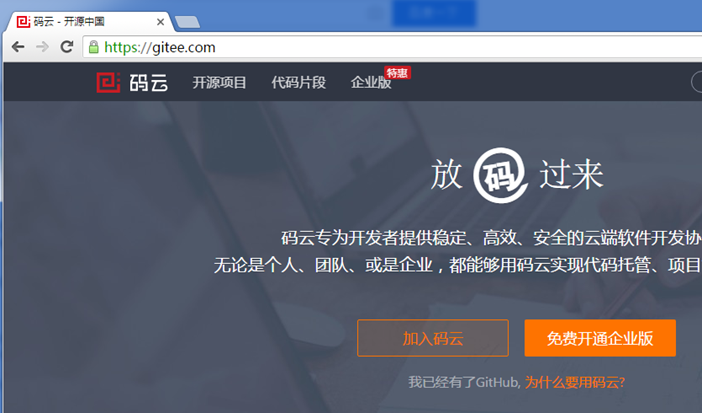 码云 - 开源中国
https://gitee.com
码云 开源项目 代码片段 企业版 特惠
放 码 过来
码云专为开发者提供稳定、高效、安全的云端软件开发协
无论是个人、团队、或是企业，都能够用码云实现代码托管、项目
加入码云 免费开通企业版
我已经有了GitHub, 为什么要用码云?